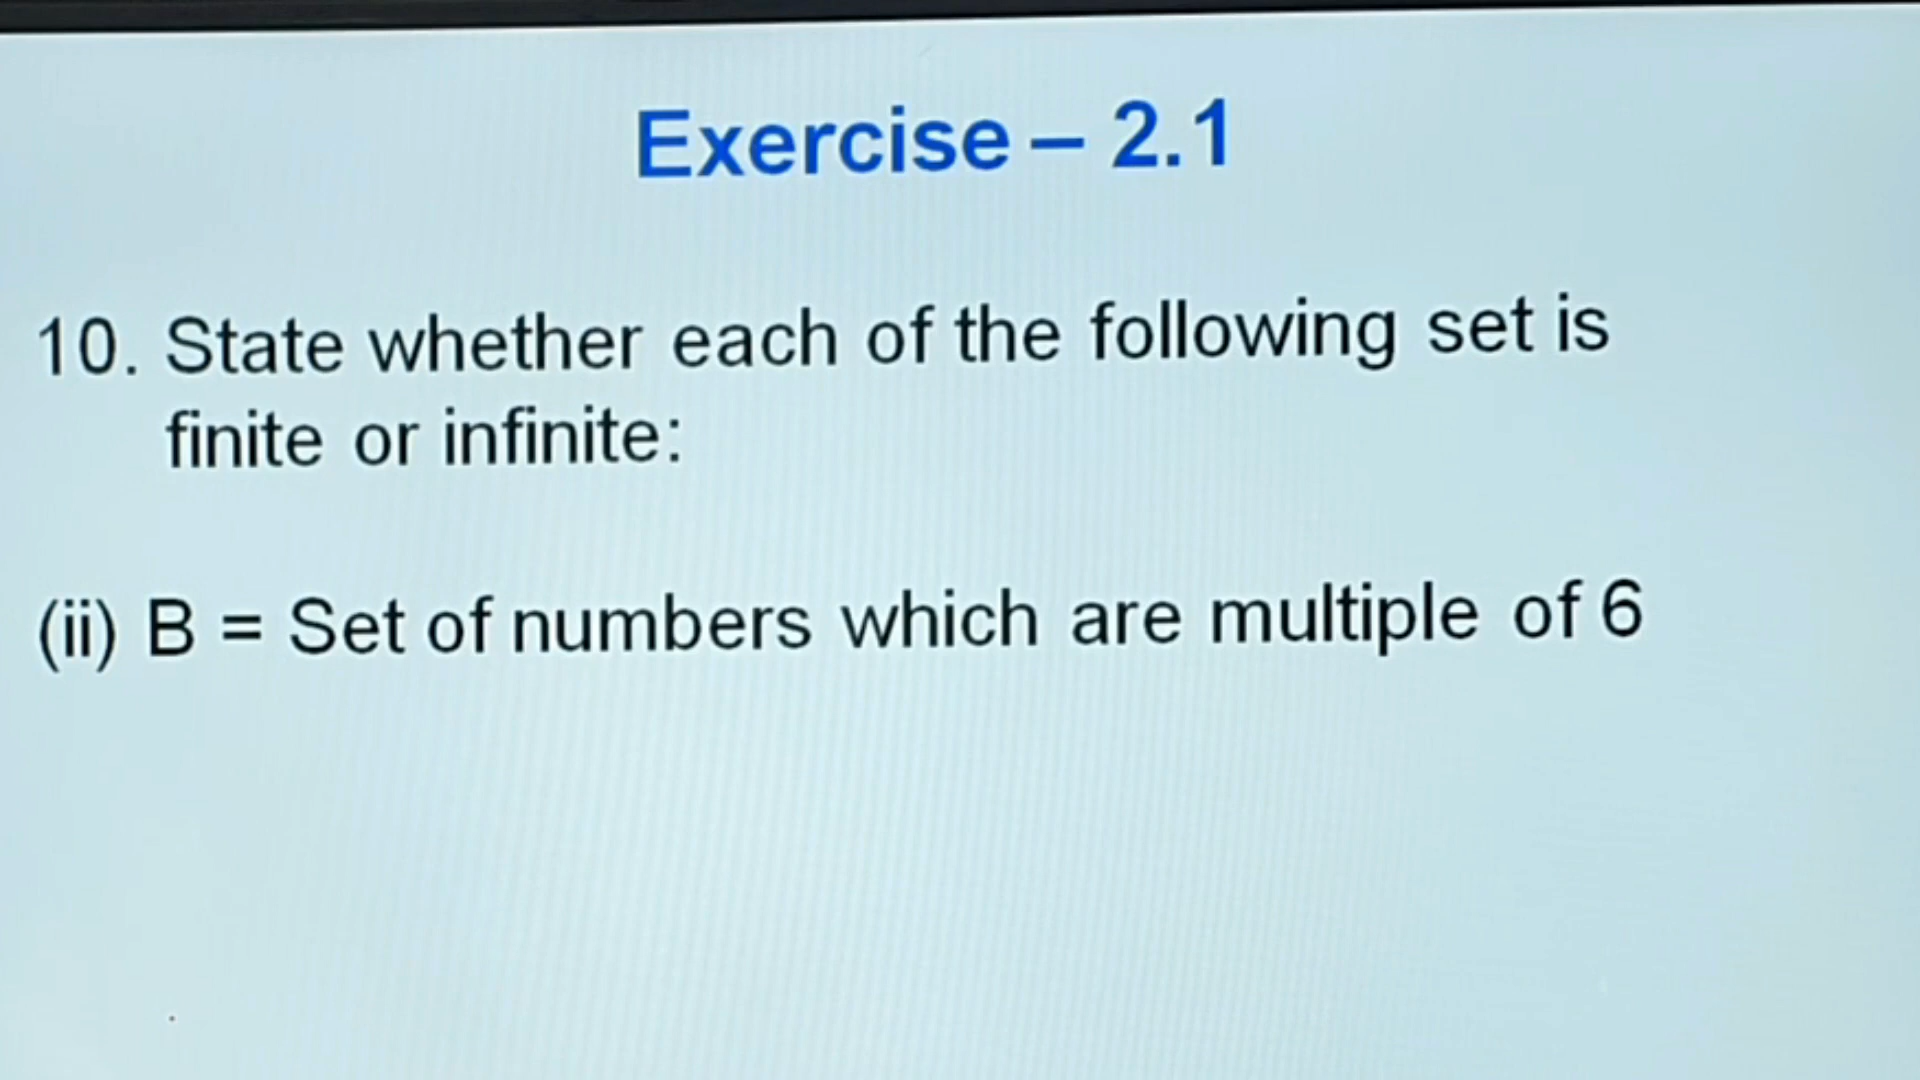 Exercise – 2.1
10. State whether each of the following set is
finite or infinite:
(ii) B = Set of numbers which are multiple of 6